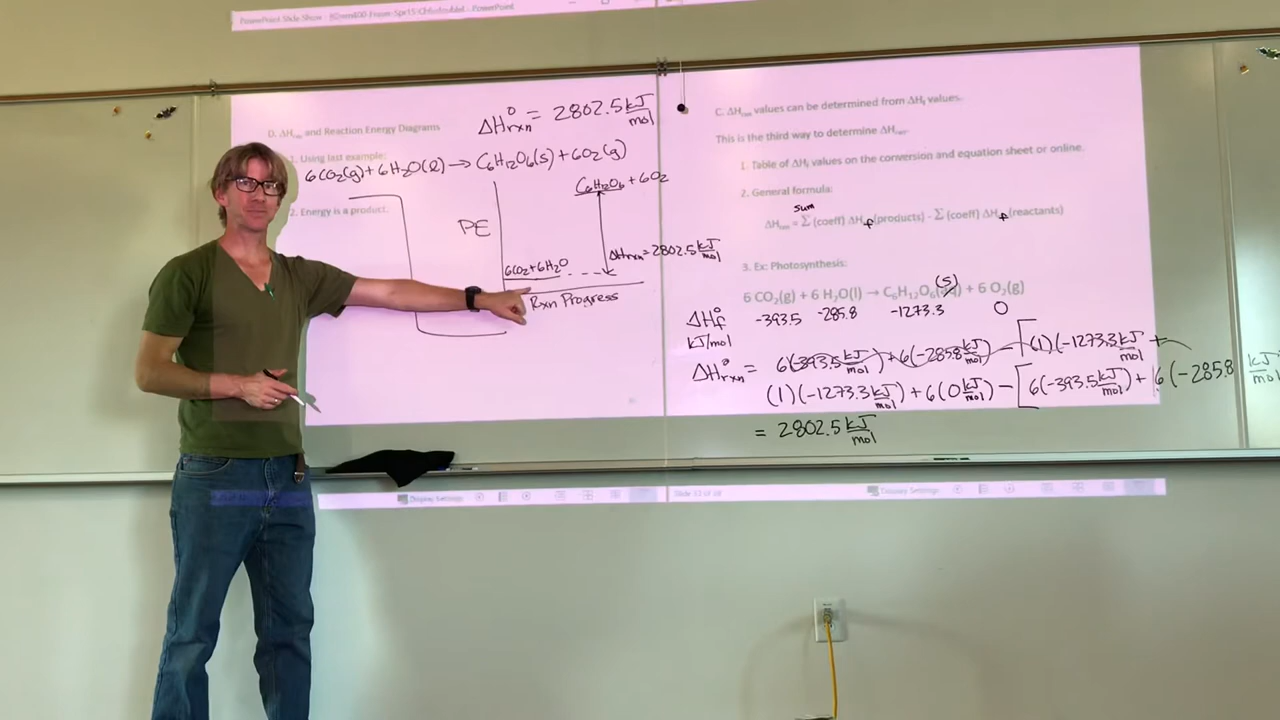 PowerPoint Slide Show -
- PowerPoint
D. ΔHrxn and Reaction Energy Diagrams
ΔH°rxn = 2802.5 kJ/mol
1. Using last example:
6CO2(g) + 6H2O(l) → C6H12O6(s) + 6O2(g)
2. Energy is a product.
PE
C6H12O6 + 6O2
ΔHrxn = 2802.5 kJ/mol
6CO2 + 6H2O
Rxn Progress
C. ΔHrxn values can be determined from ΔHf values.
This is the third way to determine ΔHrxn.
1. Table of ΔHf values on the conversion and equation sheet or online.
2. General formula:
sum
ΔHrxn = Σ (coeff) ΔHf (products) - Σ (coeff) ΔHf (reactants)
3. Ex: Photosynthesis:
(s)
6 CO2(g) + 6 H2O(l) → C6H12O6 + 6 O2(g)
ΔH°f -393.5 -285.8 -1273.3 0
kJ/mol
ΔH°rxn = 6(-393.5 kJ/mol) + 6(-285.8 kJ/mol) - [(1)(-1273.3 kJ/mol +
(1)(-1273.3 kJ/mol) + 6(0 kJ/mol) - [6(-393.5 kJ/mol) + 6(-285.8 kJ/mol
= 2802.5 kJ/mol
Display Settings
Display Settings